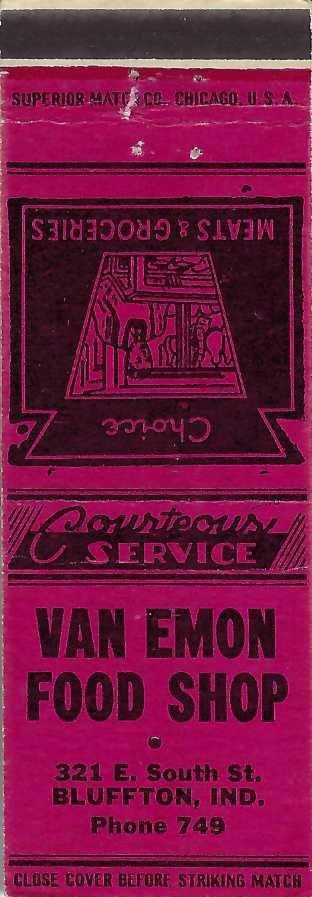 SUPERIOR MATCH CO., CHICAGO, U.S.A.
Choice
MEATS & GROCERIES
Courteous
SERVICE
VAN EMON
FOOD SHOP
321 E. South St.
BLUFFTON, IND.
Phone 749
CLOSE COVER BEFORE STRIKING MATCH